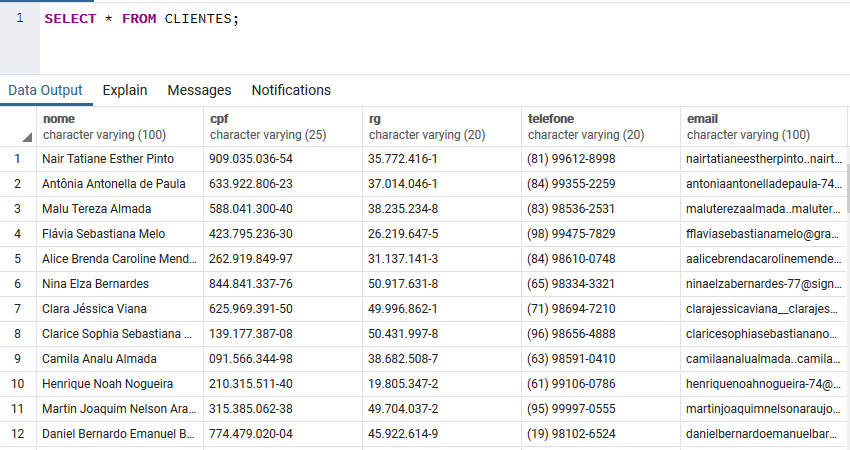 1 SELECT * FROM CLIENTES;
Data Output Explain Messages Notifications
nome cpf rg telefone email
character varying (100) character varying (25) character varying (20) character varying (20) character varying (100)
1 Nair Tatiane Esther Pinto 909.035.036-54 35.772.416-1 (81) 99612-8998 nairtatianeestherpinto..nairt...
2 Antônia Antonella de Paula 633.922.806-23 37.014.046-1 (84) 99355-2259 antoniaantonelladepaula-74...
3 Malu Tereza Almada 588.041.300-40 38.235.234-8 (83) 98536-2531 maluterezaalmada..maluter...
4 Flávia Sebastiana Melo 423.795.236-30 26.219.647-5 (98) 99475-7829 fflaviasebastianamelo@gra...
5 Alice Brenda Caroline Mend... 262.919.849-97 31.137.141-3 (84) 98610-0748 aalicebrendacarolinemende...
6 Nina Elza Bernardes 844.841.337-76 50.917.631-8 (65) 98334-3321 ninaelzabernardes-77@sign...
7 Clara Jéssica Viana 625.969.391-50 49.996.862-1 (71) 98694-7210 clarajessicaviana__clarajes...
8 Clarice Sophia Sebastiana ... 139.177.387-08 50.431.997-8 (96) 98656-4888 claricesophiasebastianano...
9 Camila Analu Almada 091.566.344-98 38.682.508-7 (63) 98591-0410 camilaanalualmada..camila...
10 Henrique Noah Nogueira 210.315.511-40 19.805.347-2 (61) 99106-0786 henriquenoahnogueira-74@...
11 Martin Joaquim Nelson Ara... 315.385.062-38 49.704.037-2 (95) 99997-0555 martinjoaquimnelsonaraujo...
12 Daniel Bernardo Emanuel B... 774.479.020-04 45.922.614-9 (19) 98102-6524 danielbernardoemanuelbar...